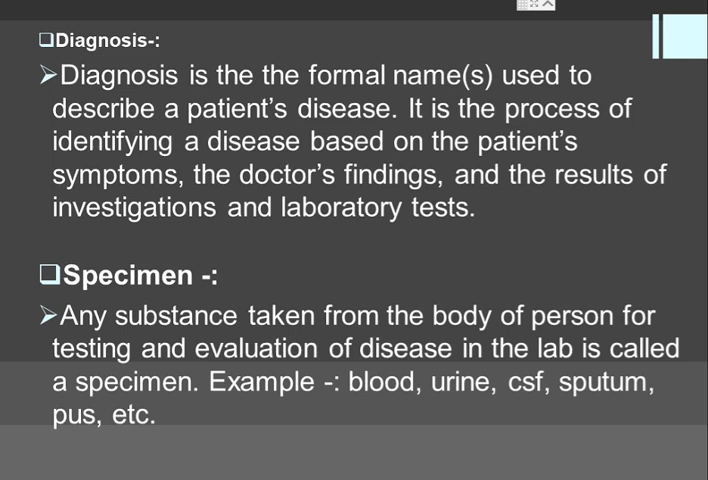 ❑Diagnosis-:
➢Diagnosis is the the formal name(s) used to
describe a patient’s disease. It is the process of
identifying a disease based on the patient’s
symptoms, the doctor’s findings, and the results of
investigations and laboratory tests.
❑Specimen -:
➢Any substance taken from the body of person for
testing and evaluation of disease in the lab is called
a specimen. Example -: blood, urine, csf, sputum,
pus, etc.